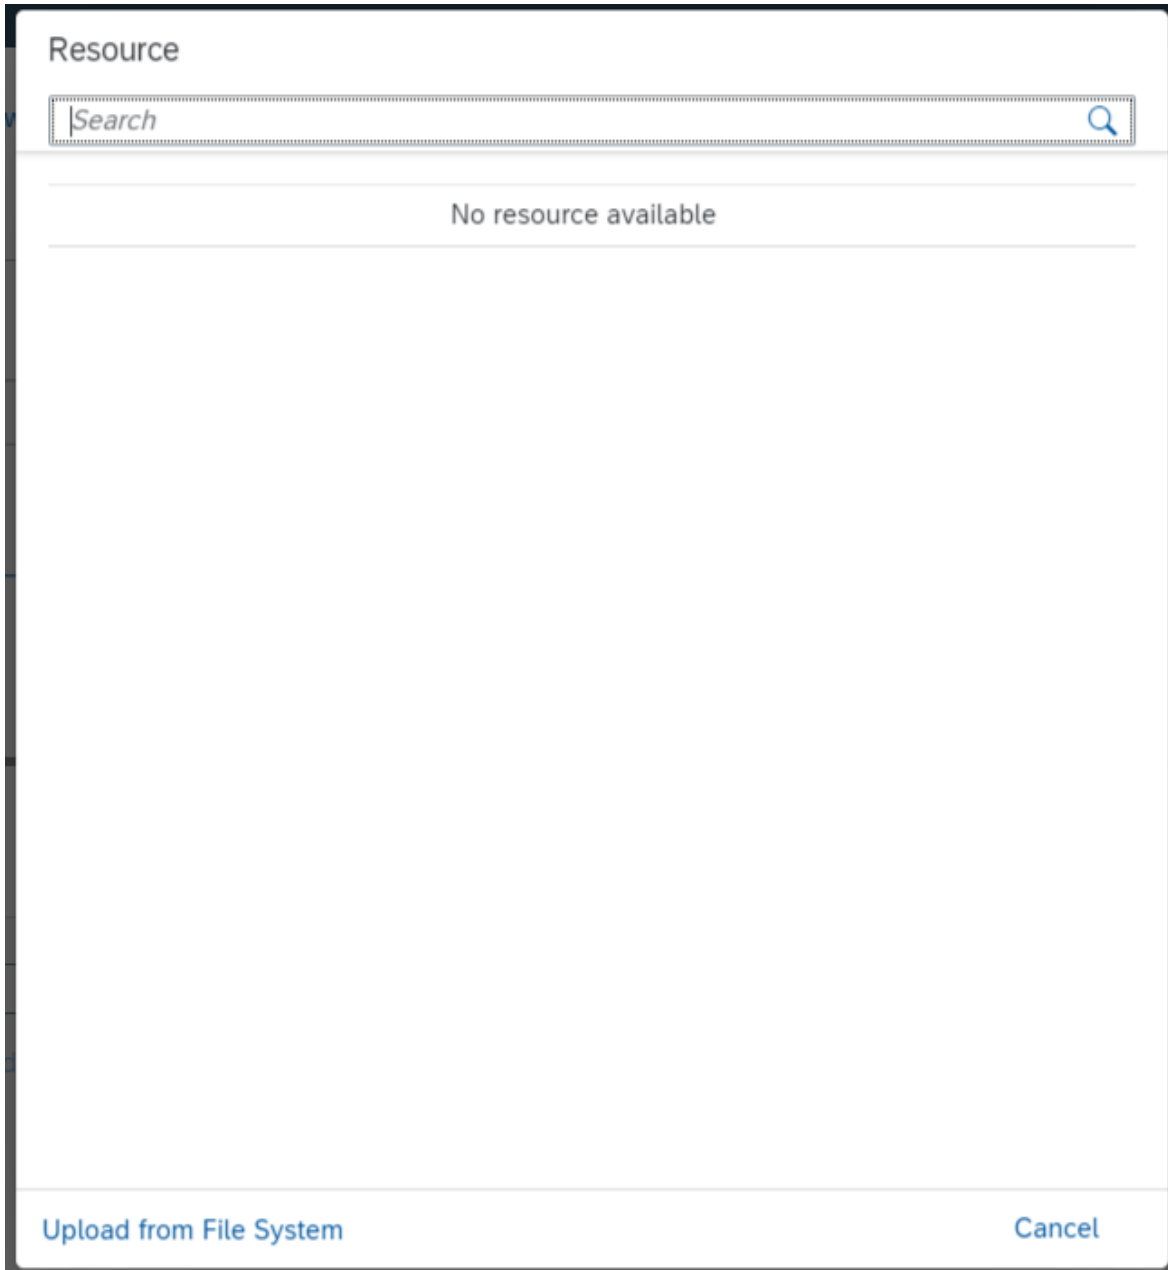 Resource
Search
No resource available
Upload from File System
Cancel